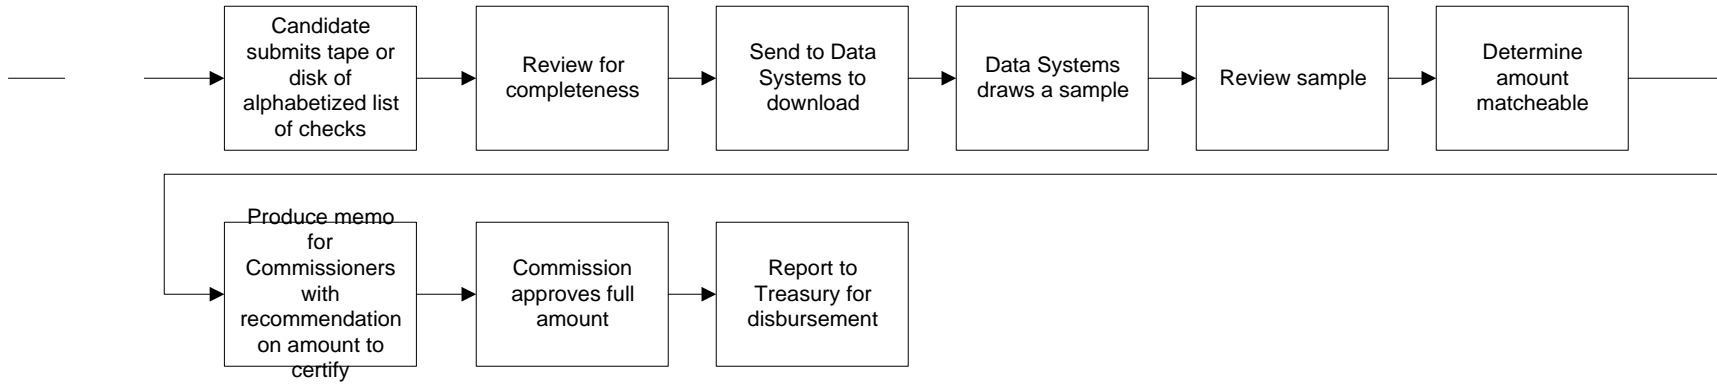 Candidate
submits tape or
disk of
alphabetized list
of checks
Review for
completeness
Send to Data
Systems to
download
Data Systems
draws a sample
Review sample
Determine
amount
matcheable
Produce memo
for
Commissioners
with
recommendation
on amount to
certify
Commission
approves full
amount
Report to
Treasury for
disbursement